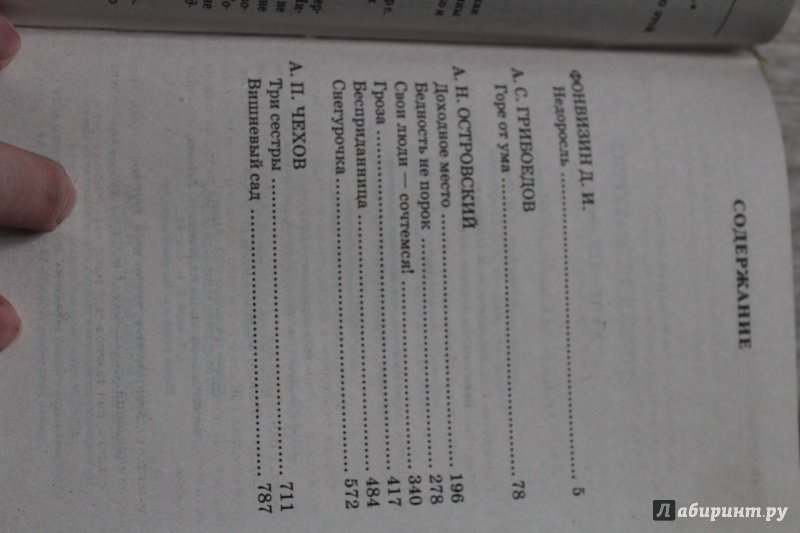 СОДЕРЖАНИЕ
ФОНВИЗИН Д. И.
Недоросль 5
А. С. ГРИБОЕДОВ
Горе от ума 78
А. Н. ОСТРОВСКИЙ
Доходное место 196
Бедность не порок 278
Свои люди — сочтемся! 340
Гроза 417
Бесприданница 484
Снегурочка 572
А. П. ЧЕХОВ
Три сестры 711
Вишневый сад 787
Лабиринт.ру